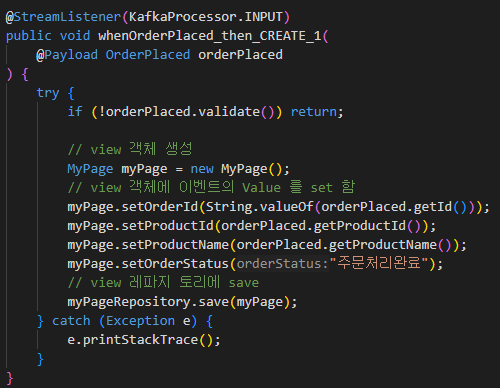 @StreamListener(KafkaProcessor.INPUT)
public void whenOrderPlaced_then_CREATE_1(
    @Payload OrderPlaced orderPlaced
) {
    try {
        if (!orderPlaced.validate()) return;

        // view 객체 생성
        MyPage myPage = new MyPage();
        // view 객체에 이벤트의 Value 를 set 함
        myPage.setOrderId(String.valueOf(orderPlaced.getId()));
        myPage.setProductId(orderPlaced.getProductId());
        myPage.setProductName(orderPlaced.getProductName());
        myPage.setOrderStatus(orderStatus:"주문처리완료");
        // view 레파지 토리에 save
        myPageRepository.save(myPage);
    } catch (Exception e) {
        e.printStackTrace();
    }
}